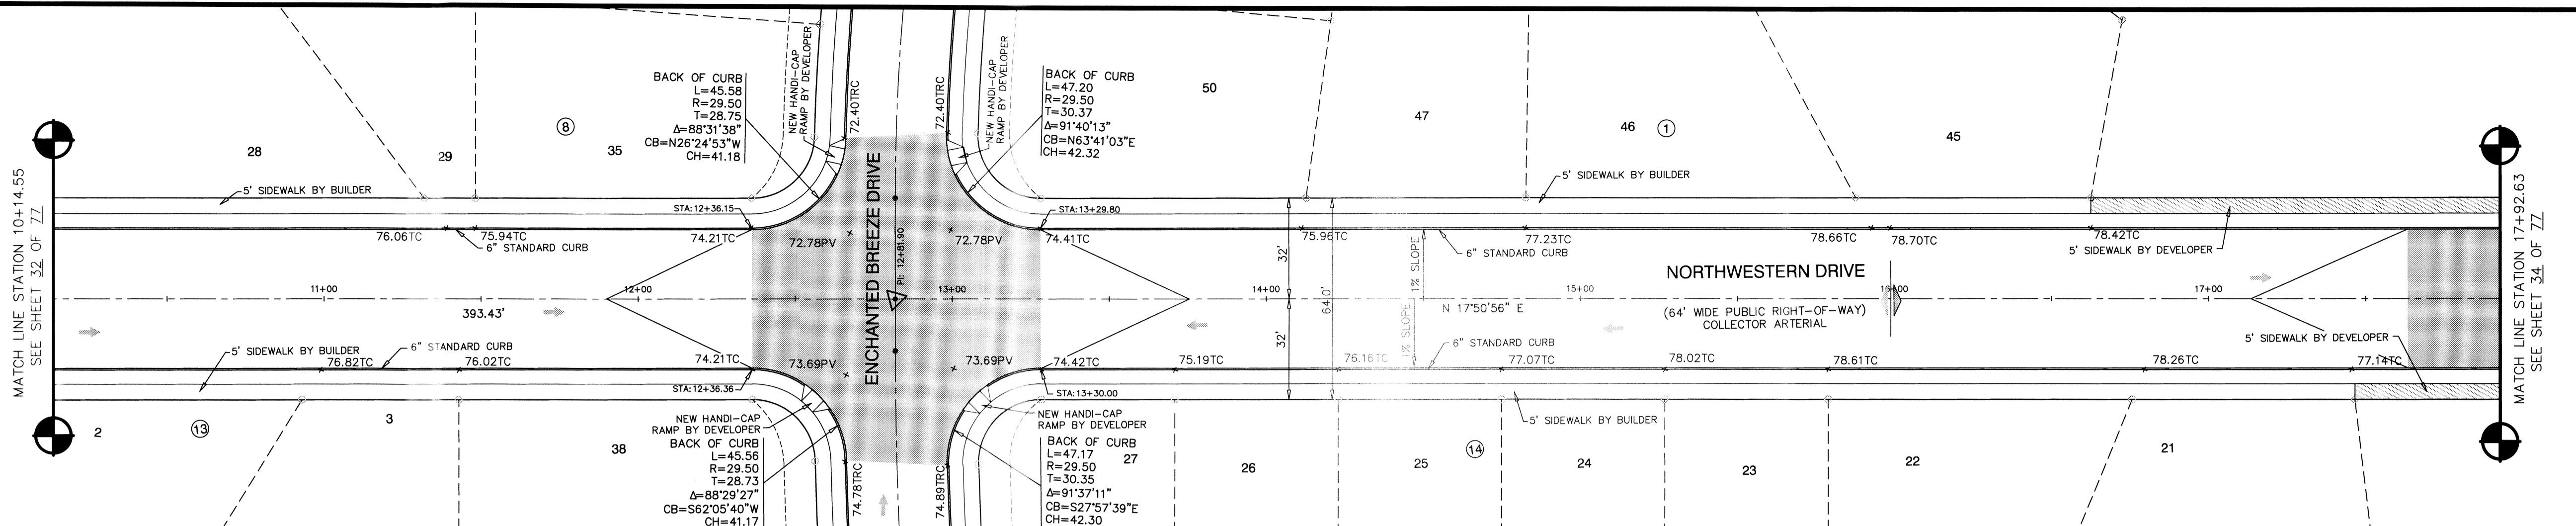 MATCH LINE STATION 10+14.55
SEE SHEET 32 OF 77
28
29
8
35
5' SIDEWALK BY BUILDER
BACK OF CURB
L=45.58
R=29.50
T=28.75
Δ=88°31'38"
CB=N26°24'53"W
CH=41.18
NEW HANDI-CAP
RAMP BY DEVELOPER
72.40TRC
72.40TRC
NEW HANDI-CAP
RAMP BY DEVELOPER
BACK OF CURB
L=47.20
R=29.50
T=30.37
Δ=91°40'13"
CB=N63°41'03"E
CH=42.32
50
47
46
1
45
5' SIDEWALK BY BUILDER
76.06TC
75.94TC
6" STANDARD CURB
STA:12+36.15
74.21TC
72.78PV
72.78PV
STA:13+29.80
74.41TC
75.96TC
6" STANDARD CURB
77.23TC
78.66TC
78.70TC
78.42TC
5' SIDEWALK BY DEVELOPER
ENCHANTED BREEZE DRIVE
PI: 12+81.90
11+00
12+00
13+00
14+00
15+00
16+00
17+00
393.43'
32'
32'
64.0'
1% SLOPE
1% SLOPE
N 17°50'56" E
NORTHWESTERN DRIVE
(64' WIDE PUBLIC RIGHT-OF-WAY)
COLLECTOR ARTERIAL
5' SIDEWALK BY BUILDER
6" STANDARD CURB
76.82TC
76.02TC
74.21TC
73.69PV
73.69PV
74.42TC
75.19TC
76.16TC
6" STANDARD CURB
77.07TC
78.02TC
78.61TC
78.26TC
5' SIDEWALK BY DEVELOPER
77.14TC
STA:12+36.36
STA:13+30.00
5' SIDEWALK BY BUILDER
2
13
3
38
NEW HANDI-CAP
RAMP BY DEVELOPER
BACK OF CURB
L=45.56
R=29.50
T=28.73
Δ=88°29'27"
CB=S62°05'40"W
CH=41.17
74.78TRC
74.89TRC
NEW HANDI-CAP
RAMP BY DEVELOPER
BACK OF CURB
L=47.17
R=29.50
T=30.35
Δ=91°37'11"
CB=S27°57'39"E
CH=42.30
27
26
25
14
24
23
22
21
MATCH LINE STATION 17+92.63
SEE SHEET 34 OF 77